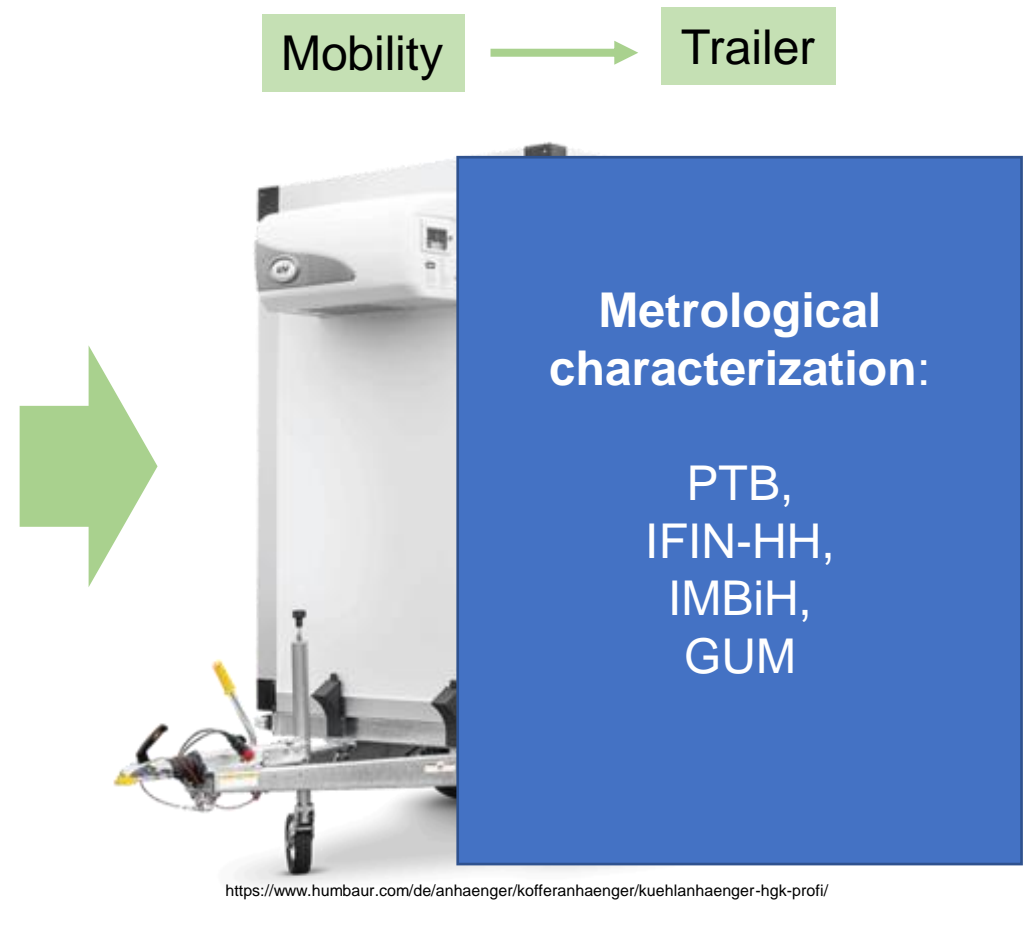 Mobility
Trailer
Metrological
characterization:
PTB,
IFIN-HH,
IMBiH,
GUM
https://www.humbaur.com/de/anhaenger/kofferanhaenger/kuehlanhaenger-hgk-profi/